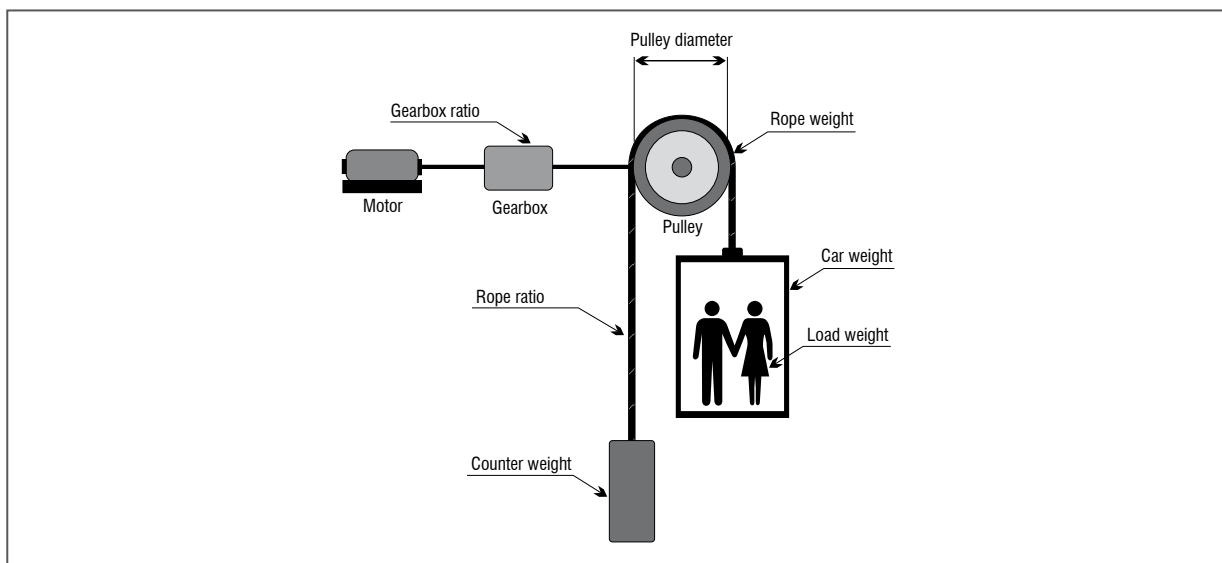 Pulley diameter
Gearbox ratio
Rope weight
Motor
Gearbox
Pulley
Car weight
Rope ratio
Load weight
Counter weight